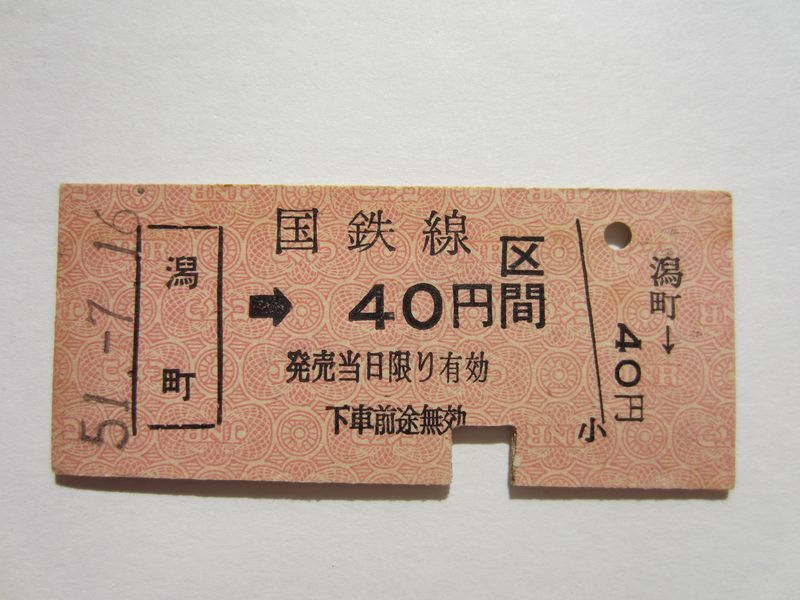 51.-7.16
潟町
国鉄線
➡ 40円区間
発売当日限り有効
下車前途無効
小
潟町→
40円